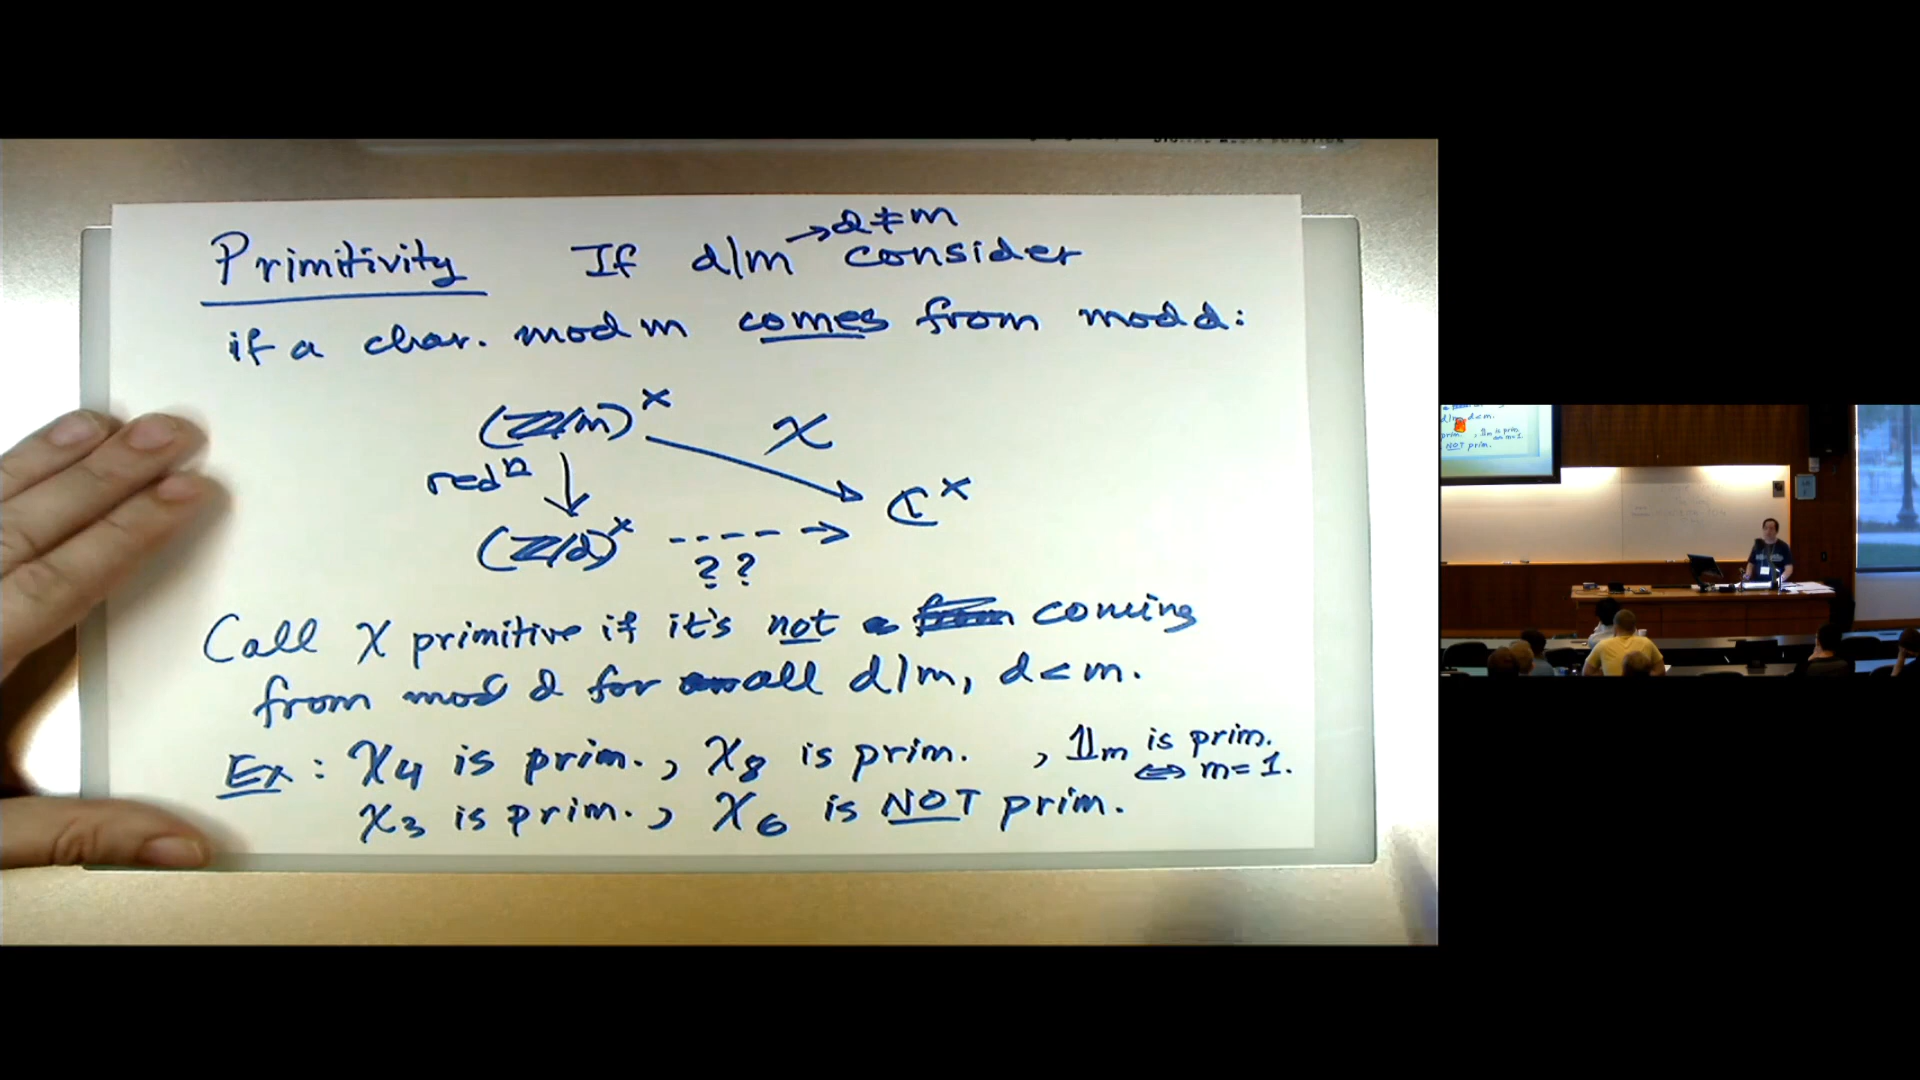 Primitivity If d|m → d≠m consider
if a char. mod m comes from mod d:
(ℤ/m)^× χ
red^n ↓ ℂ^×
(ℤ/d)^× ----→
??
Call χ primitive if it's not coming
from mod d for all d|m, d<m.
Ex: χ₄ is prim., χ₈ is prim. , 𝟙ₘ is prim.
⇔ m=1.
χ₃ is prim., χ₆ is NOT prim.